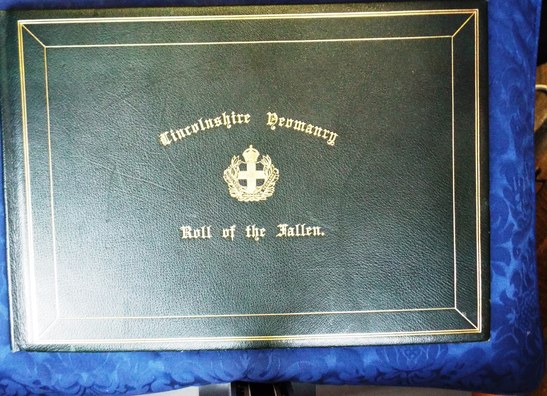 Lincolnshire Yeomanry
Roll of the Fallen.